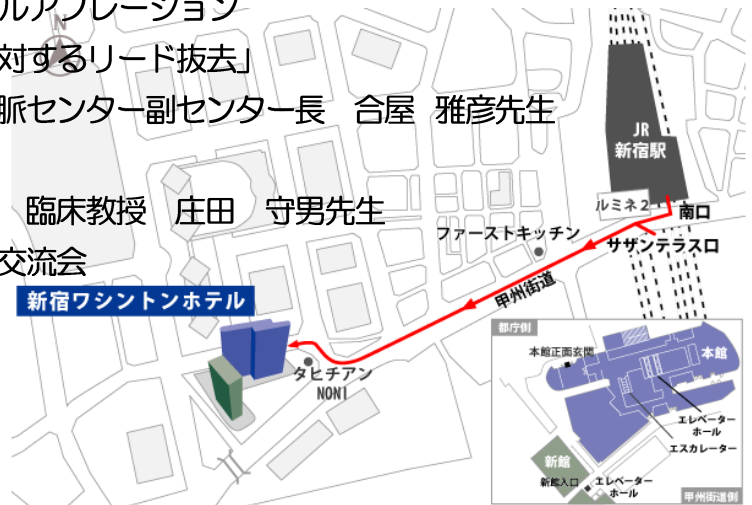 ルアブレーション
N
対するリード抜去」
脈センター副センター長 合屋 雅彦先生
JR
新宿駅
臨床教授 庄田 守男先生
ルミネ2
南口
ファーストキッチン
サザンテラス口
交流会
甲州街道
新宿ワシントンホテル
タヒチアン
NONI
都庁側
本館正面玄関
本館
エレベーター
ホール
エスカレーター
新館
新館入口
エレベーター
ホール
甲州街道側